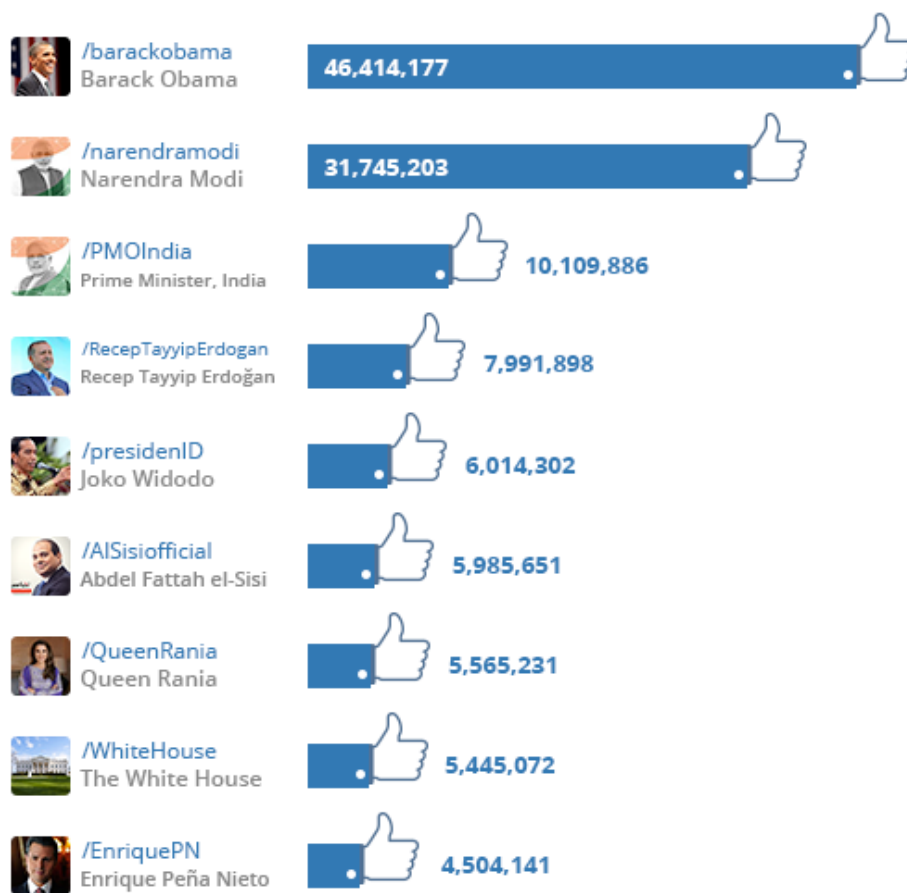 /barackobama
Barack Obama
46,414,177
/narendramodi
Narendra Modi
31,745,203
/PMOIndia
Prime Minister, India
10,109,886
/RecepTayyipErdogan
Recep Tayyip Erdoğan
7,991,898
/presidenID
Joko Widodo
6,014,302
/AlSisiofficial
Abdel Fattah el-Sisi
5,985,651
/QueenRania
Queen Rania
5,565,231
/WhiteHouse
The White House
5,445,072
/EnriquePN
Enrique Peña Nieto
4,504,141